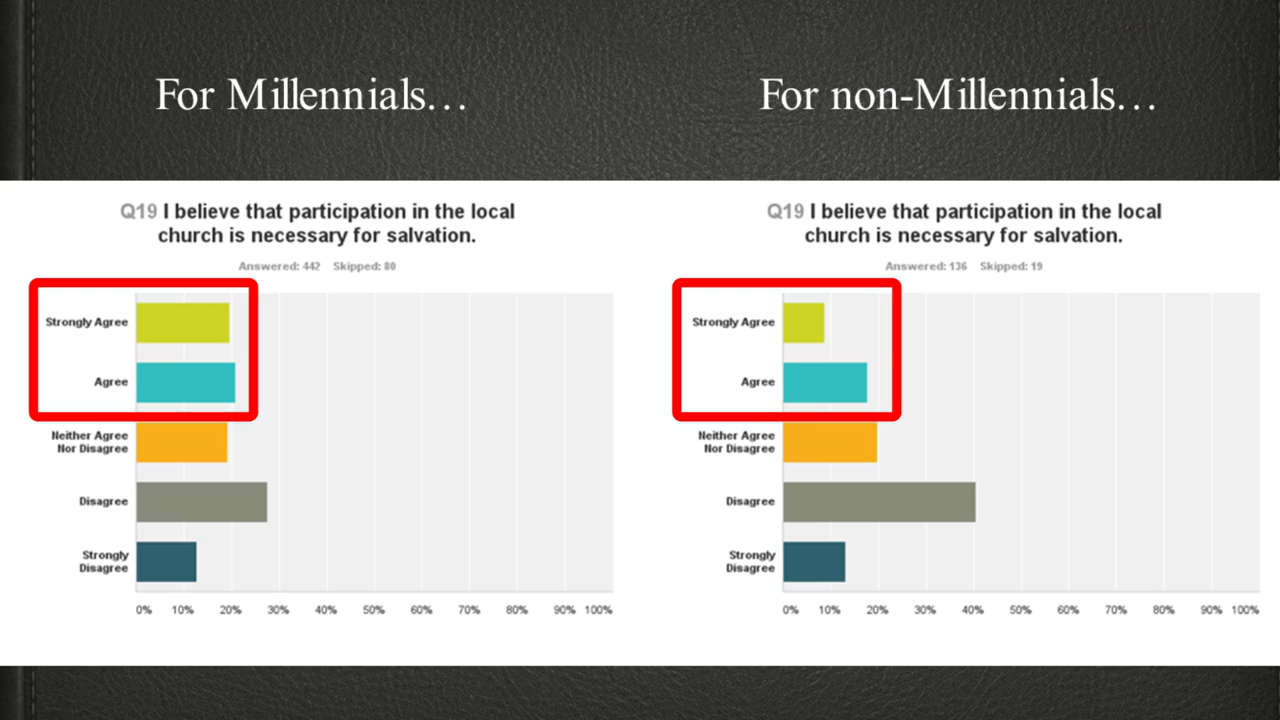 For Millennials…
For non-Millennials…
Q19 I believe that participation in the local
church is necessary for salvation.
Answered: 442 Skipped: 80
Strongly Agree
Agree
Neither Agree
Nor Disagree
Disagree
Strongly
Disagree
0% 10% 20% 30% 40% 50% 60% 70% 80% 90% 100%
Q19 I believe that participation in the local
church is necessary for salvation.
Answered: 136 Skipped: 19
Strongly Agree
Agree
Neither Agree
Nor Disagree
Disagree
Strongly
Disagree
0% 10% 20% 30% 40% 50% 60% 70% 80% 90% 100%